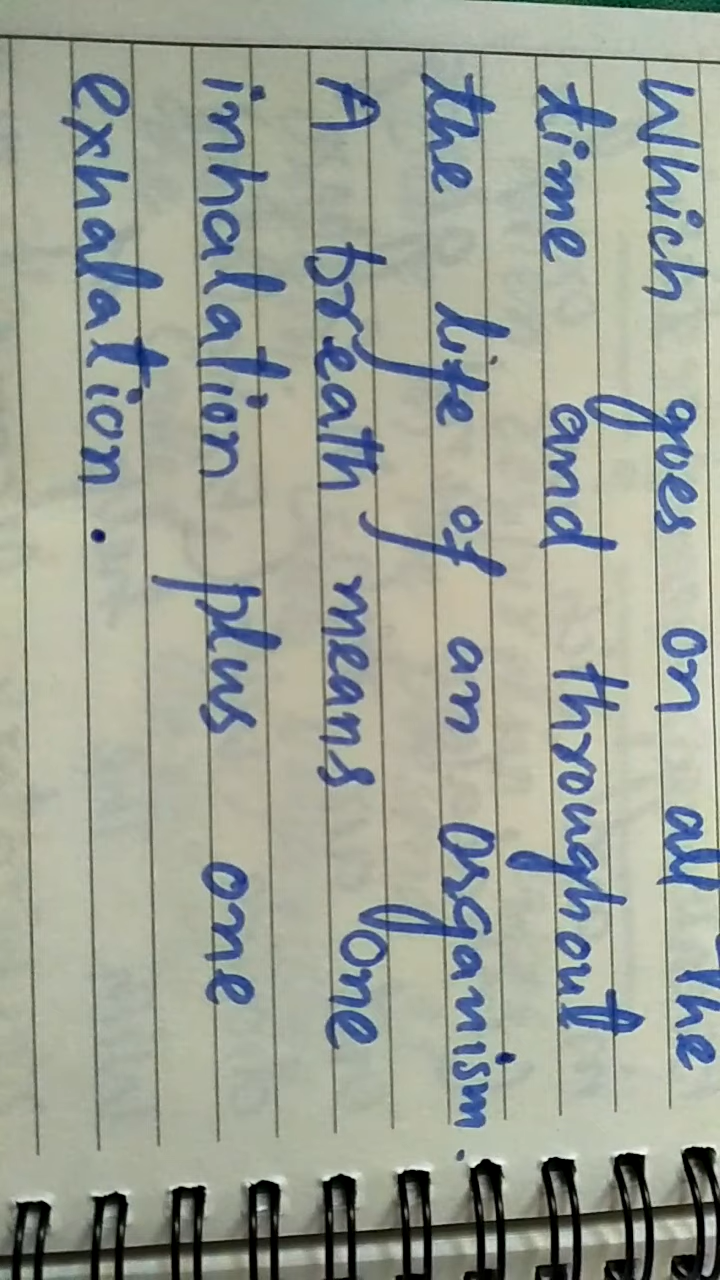 Which goes on all the
time and throughout
the life of an organism.
A breath means one
inhalation plus one
exhalation.